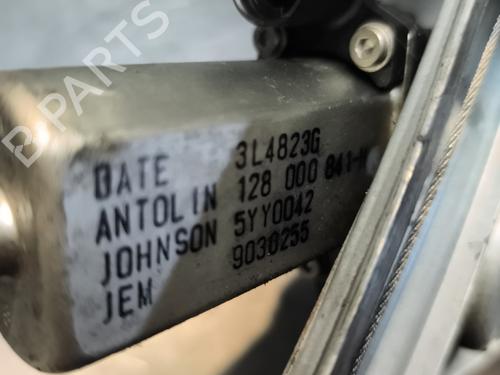 DATE 3L4823G
ANTOLIN 128 000 841-
JOHNSON 5YY0042
JEM 9030255
B-PARTS